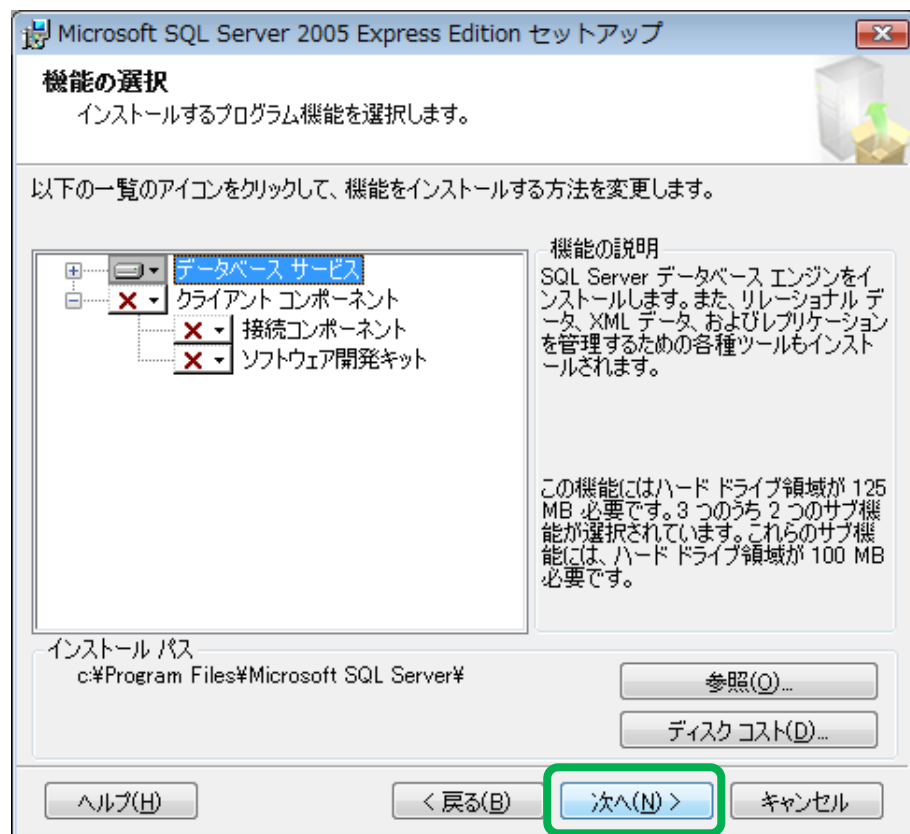 Microsoft SQL Server 2005 Express Edition セットアップ
機能の選択
インストールするプログラム機能を選択します。
以下の一覧のアイコンをクリックして、機能をインストールする方法を変更します。
データベース サービス
クライアント コンポーネント
接続コンポーネント
ソフトウェア開発キット
機能の説明
SQL Server データベース エンジンをイ
ンストールします。また、リレーショナル デ
ータ、XML データ、およびレプリケーション
を管理するための各種ツールもインスト
ールされます。
この機能にはハード ドライブ領域が 125
MB 必要です。3 つのうち 2 つのサブ機
能が選択されています。これらのサブ機
能には、ハード ドライブ領域が 100 MB
必要です。
インストール パス
c:¥Program Files¥Microsoft SQL Server¥
参照(O)...
ディスク コスト(D)...
ヘルプ(H)
< 戻る(B)
次へ(N) >
キャンセル